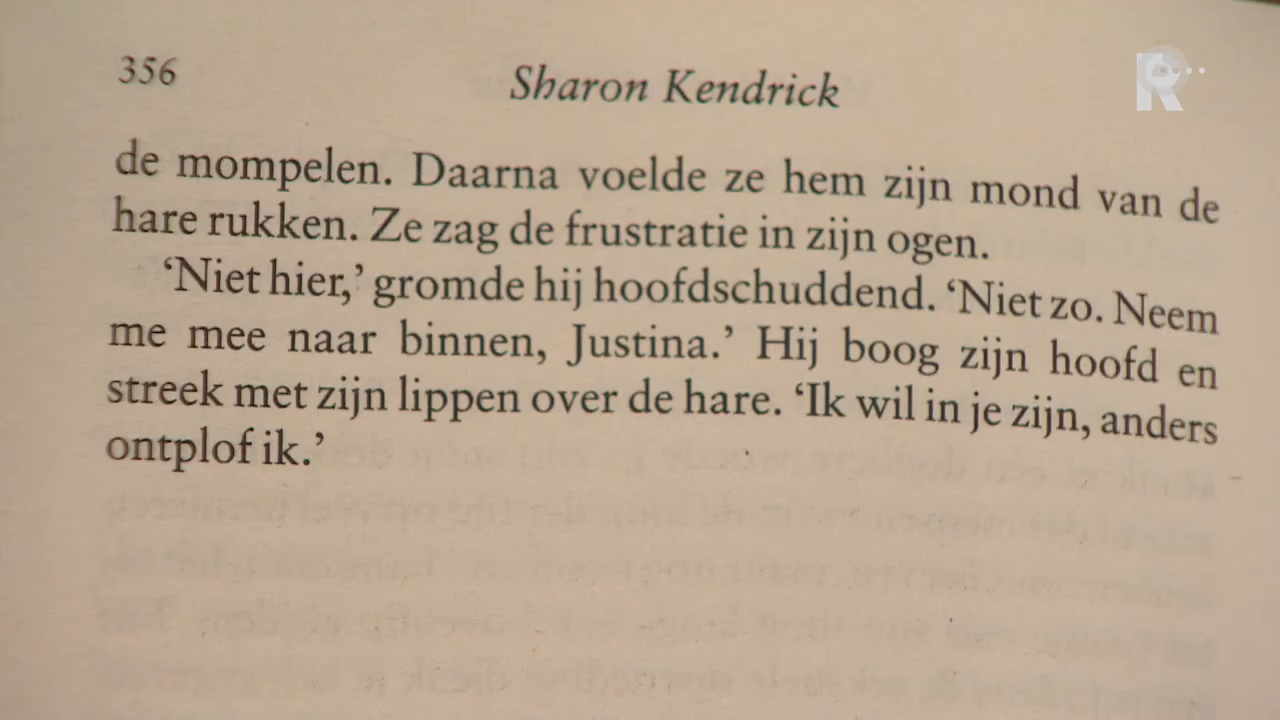 356
Sharon Kendrick
de mompelen. Daarna voelde ze hem zijn mond van de
hare rukken. Ze zag de frustratie in zijn ogen.
‘Niet hier,’ gromde hij hoofdschuddend. ‘Niet zo. Neem
me mee naar binnen, Justina.’ Hij boog zijn hoofd en
streek met zijn lippen over de hare. ‘Ik wil in je zijn, anders
ontplof ik.’
R